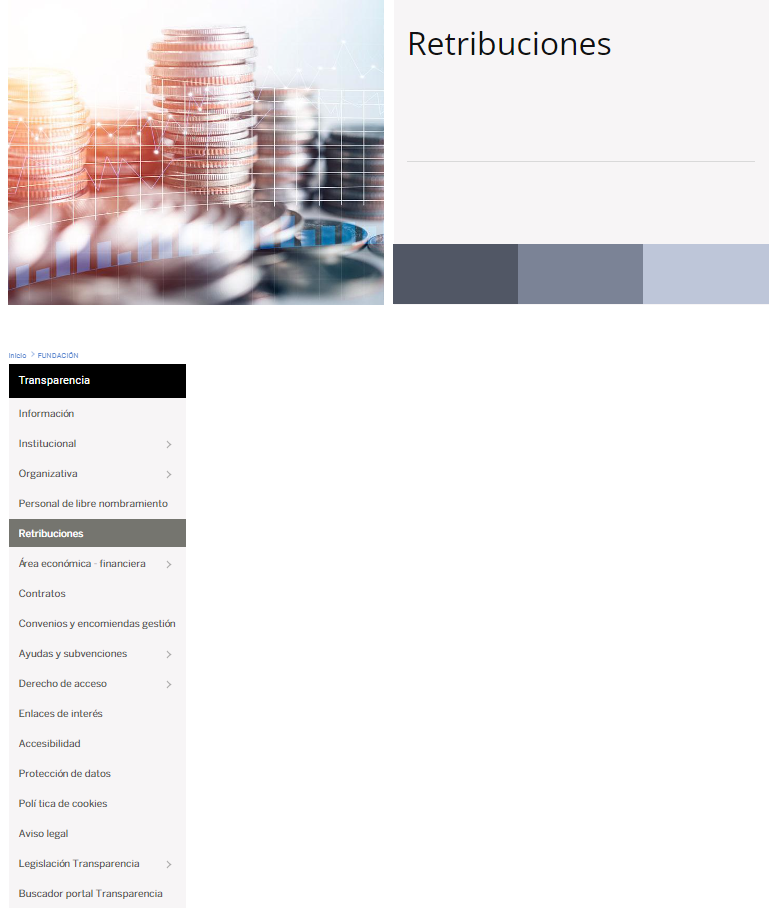 Retribuciones
Inicio > FUNDACIÓN
Transparencia
Información
Institucional
Organizativa
Personal de libre nombramiento
Retribuciones
Área económica - financiera
Contratos
Convenios y encomiendas gestión
Ayudas y subvenciones
Derecho de acceso
Enlaces de interés
Accesibilidad
Protección de datos
Polí tica de cookies
Aviso legal
Legislación Transparencia
Buscador portal Transparencia